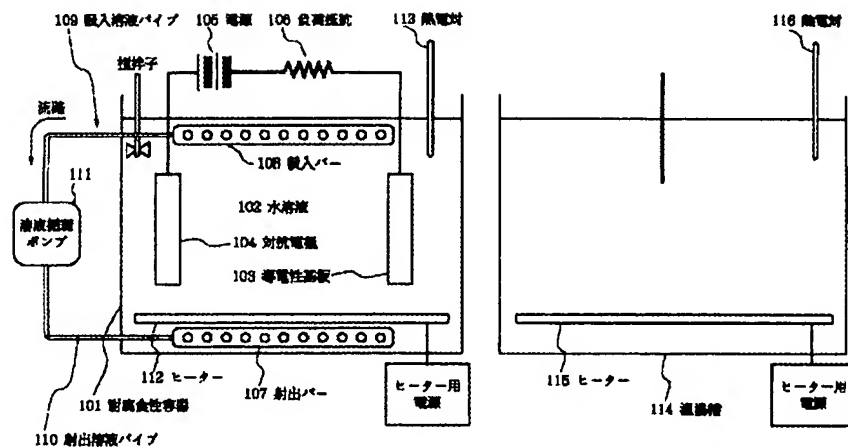 109 吸入溶液パイプ
105 電源
106 負荷抵抗
113 熱電対
116 熱電対
攪拌子
流路
108 吸入バー
111
溶液循環
ポンプ
102 水溶液
104 対抗電極
103 導電性基板
112 ヒーター
107 射出バー
115 ヒーター
ヒーター用
電源
ヒーター用
電源
101 耐腐食性容器
114 温湯槽
110 射出溶液パイプ